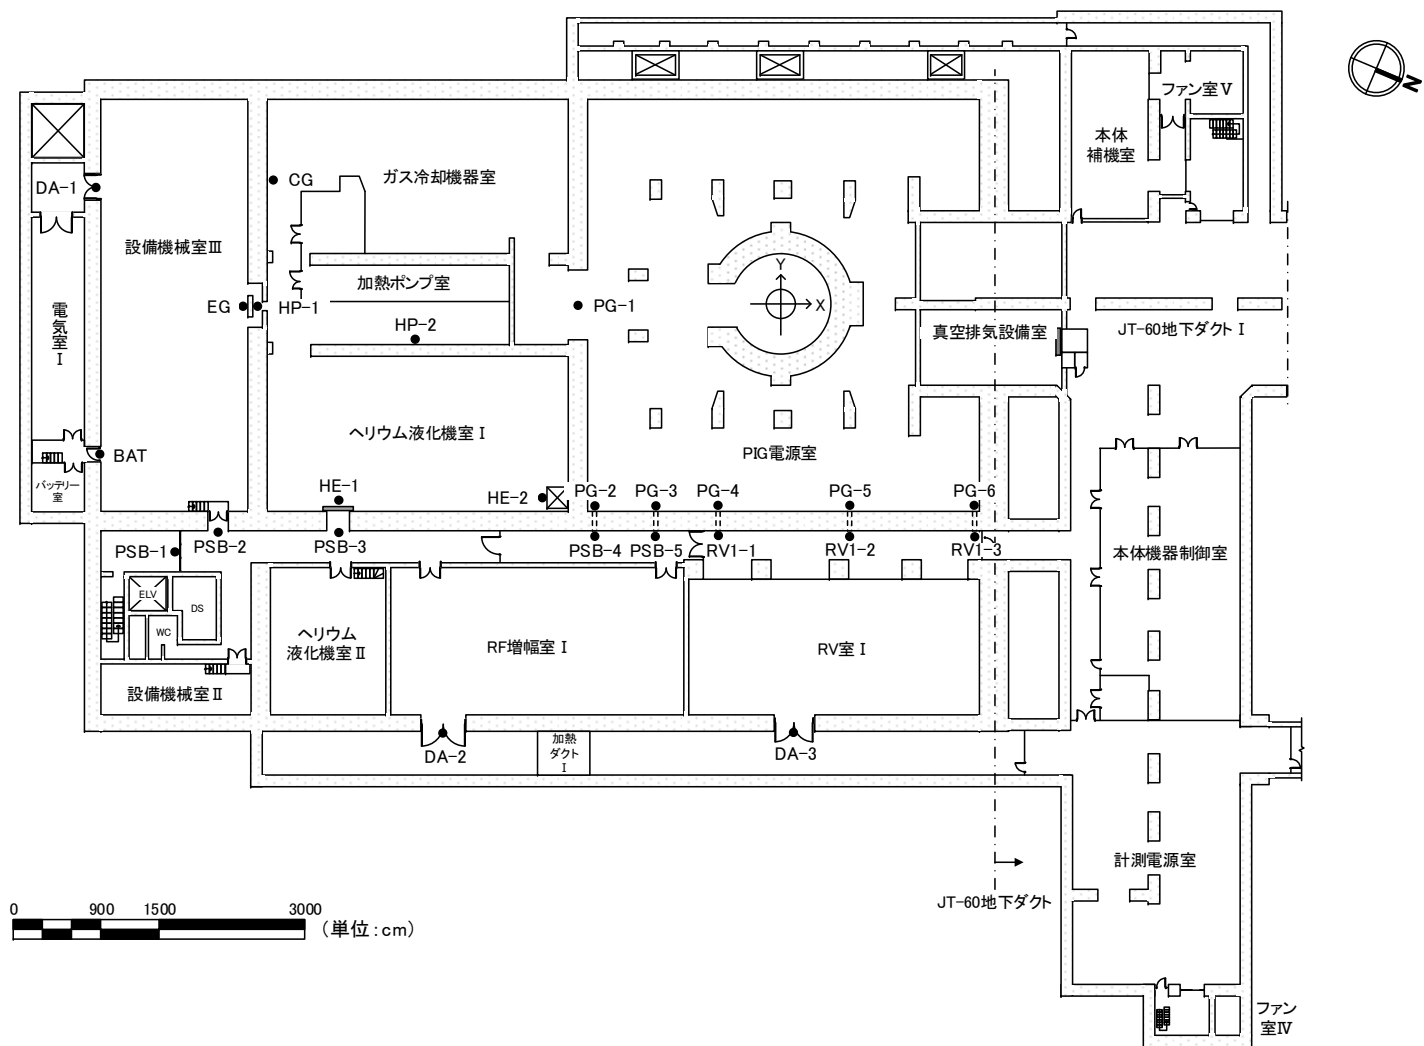 N
ファン室Ⅴ
本体
補機室
DA-1
CG
ガス冷却機器室
設備機械室Ⅲ
加熱ポンプ室
Y
X
EG
HP-1
PG-1
HP-2
電気室Ⅰ
真空排気設備室
JT-60地下ダクトⅠ
ヘリウム液化機室Ⅰ
PIG電源室
BAT
バッテリー
室
HE-1
HE-2
PG-2
PG-3
PG-4
PG-5
PG-6
PSB-1
PSB-2
PSB-3
PSB-4
PSB-5
RV1-1
RV1-2
RV1-3
本体機器制御室
ELV
DS
WC
ヘリウム
液化機室Ⅱ
RF増幅室Ⅰ
RV室Ⅰ
設備機械室Ⅱ
DA-2
加熱
ダクト
Ⅰ
DA-3
計測電源室
JT-60地下ダクト
0 900 1500 3000
(単位:cm)
ファン
室Ⅳ